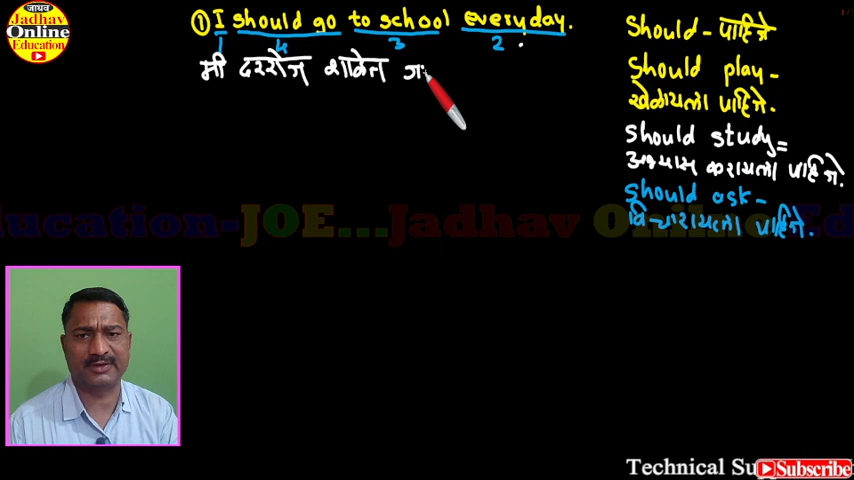 जाधव
Jadhav
Online
Education
① I should go to school everyday.
1 4 3 2
मी दररोज शाळेत ज
Should - पाहिजे
should play -
खेळायला पाहिजे.
should study =
अभ्यास करायला पाहिजे.
should ask -
विचारायला पाहिजे.
ducation-JOE...Jadhav Online Ed
Technical Su
Subscribe